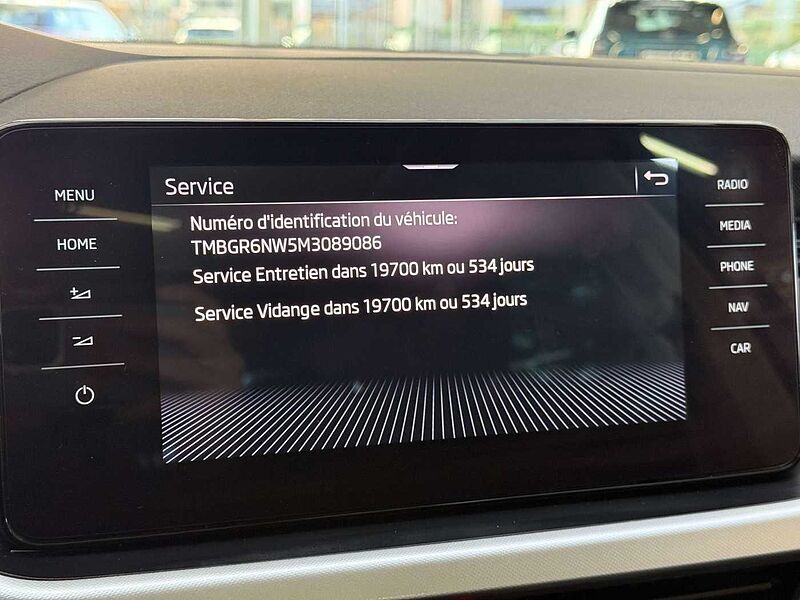 Service
MENU
HOME
Numéro d'identification du véhicule:
TMBGR6NW5M3089086
Service Entretien dans 19700 km ou 534 jours
Service Vidange dans 19700 km ou 534 jours
RADIO
MEDIA
PHONE
NAV
CAR